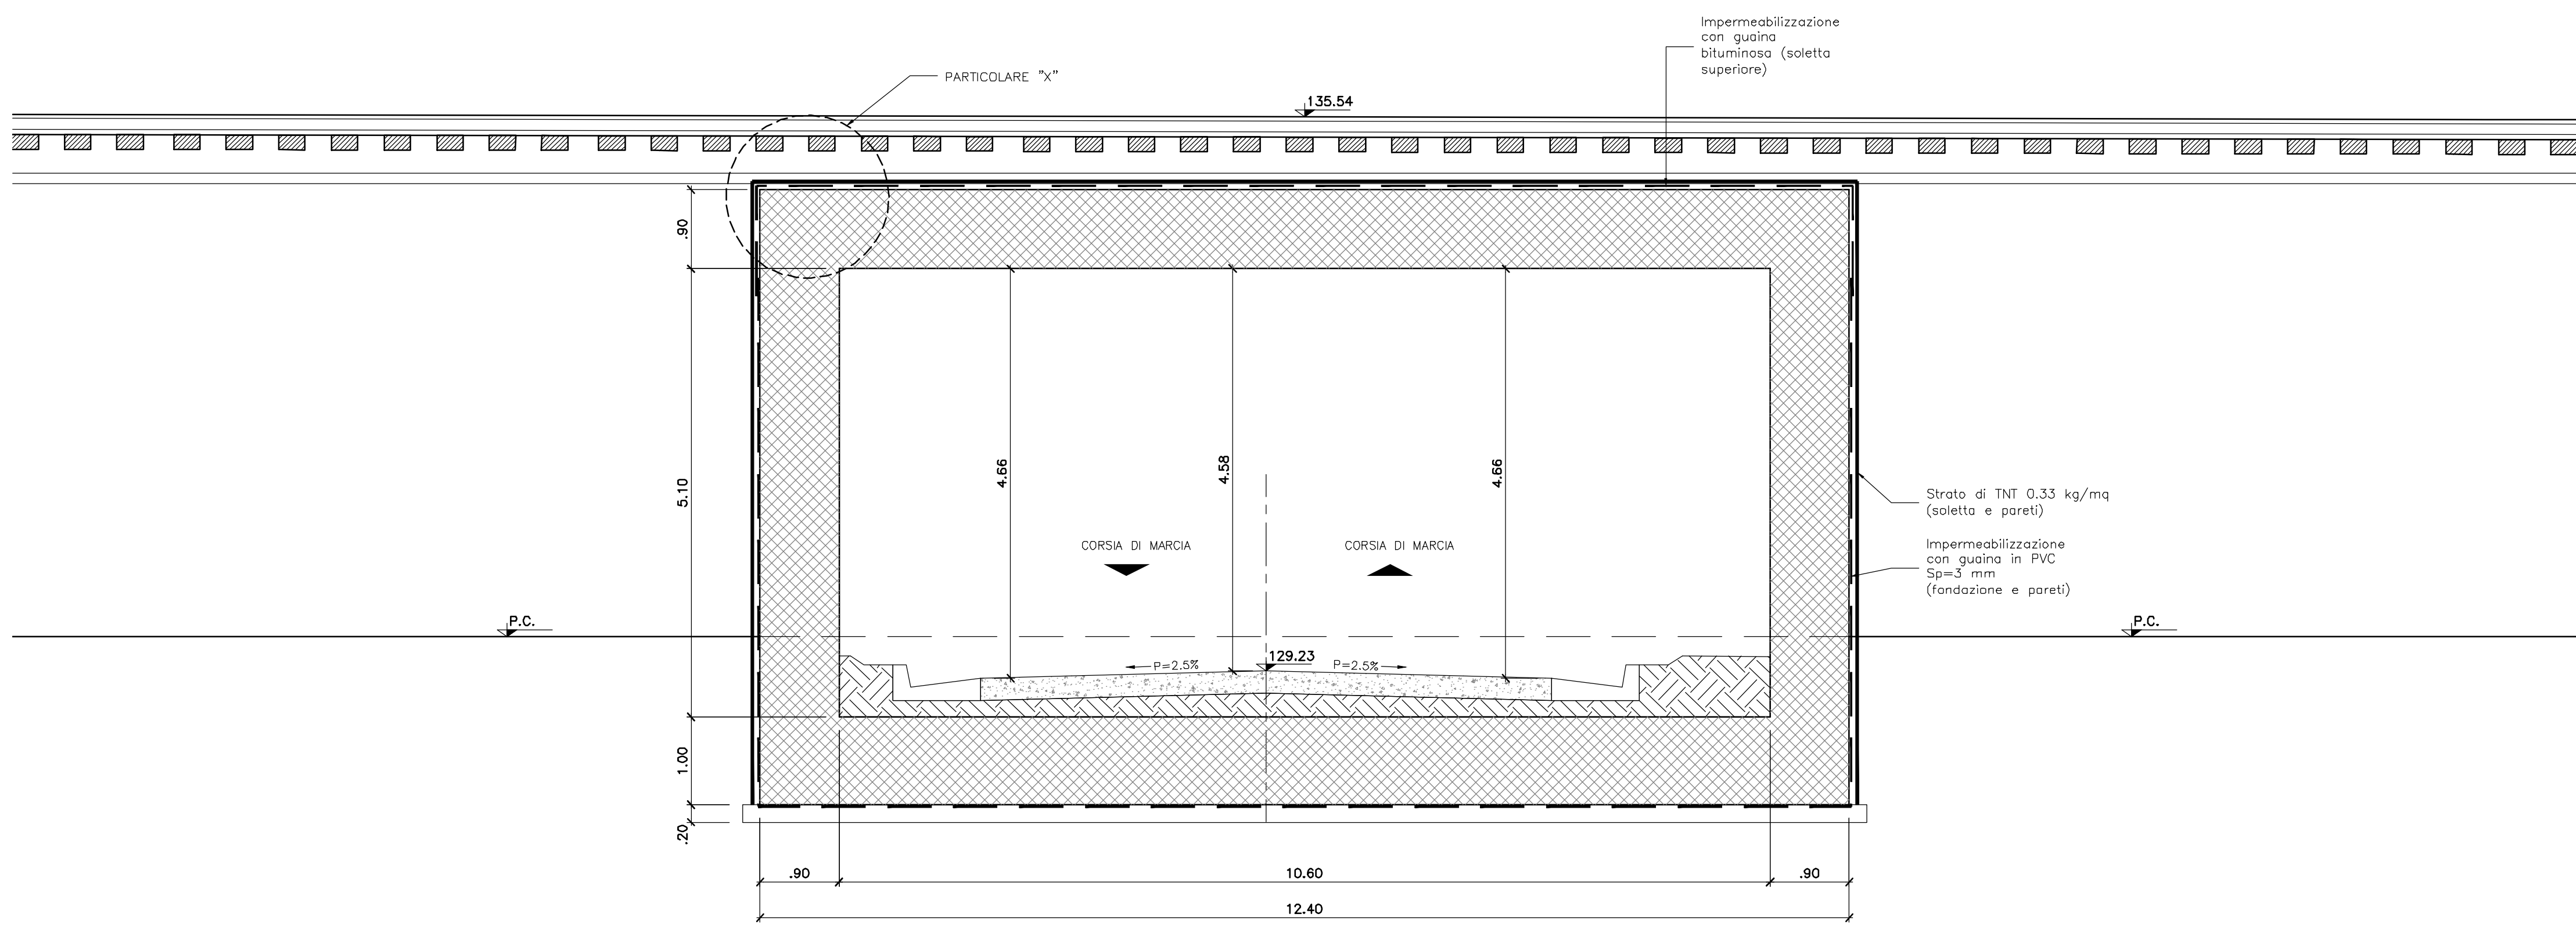 Impermeabilizzazione
con guaina
bituminosa (soletta
superiore)
PARTICOLARE "X"
135.54
.90
5.10
1.00
.20
4.66
4.58
4.66
CORSIA DI MARCIA
CORSIA DI MARCIA
Strato di TNT 0.33 kg/mq
(soletta e pareti)
Impermeabilizzazione
con guaina in PVC
Sp=3 mm
(fondazione e pareti)
P.C.
P.C.
P=2.5%
129.23
P=2.5%
.90
10.60
.90
12.40